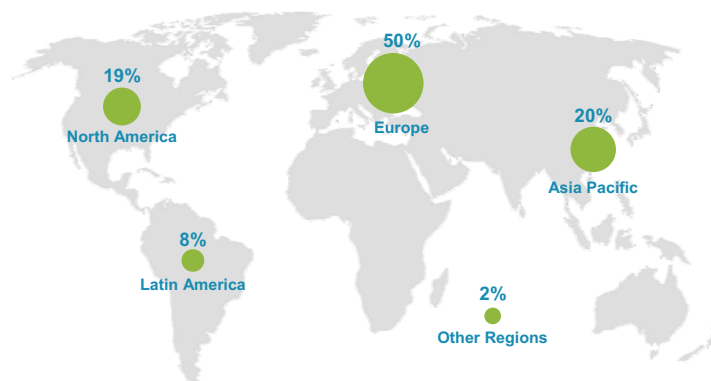 50%
Europe
19%
North America
20%
Asia Pacific
8%
Latin America
2%
Other Regions